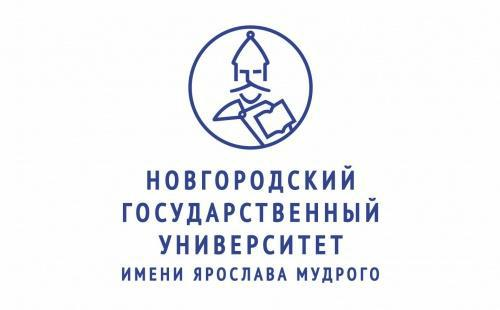 НОВГОРОДСКИЙ
ГОСУДАРСТВЕННЫЙ
УНИВЕРСИТЕТ
ИМЕНИ ЯРОСЛАВА МУДРОГО